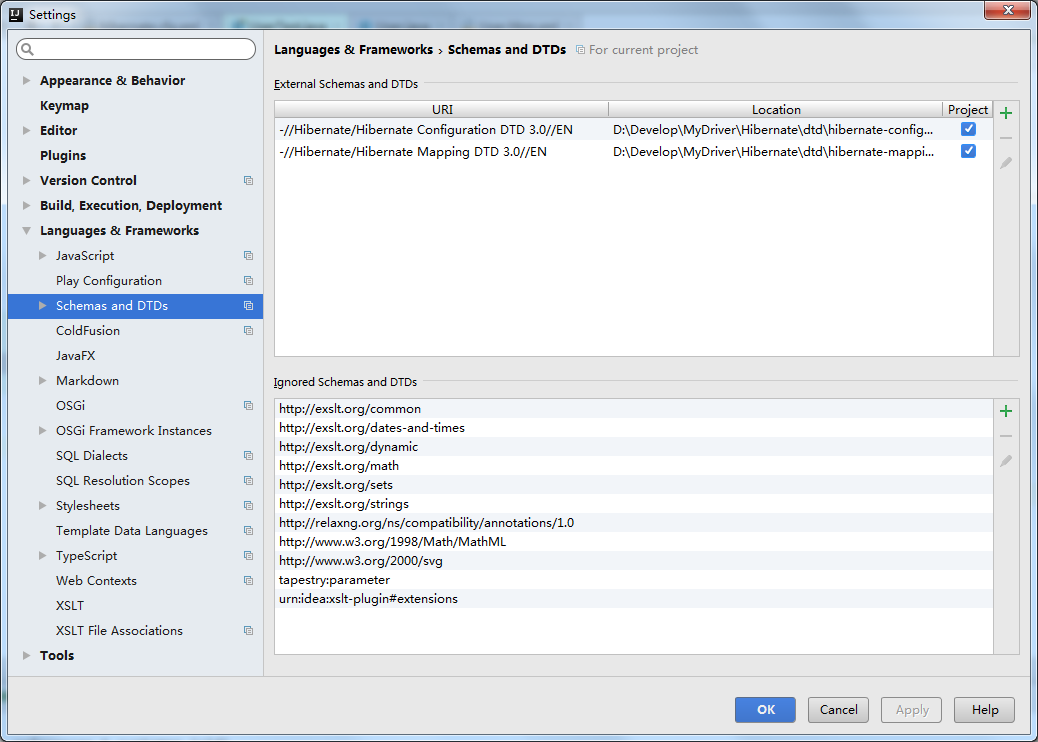 Settings
Languages & Frameworks › Schemas and DTDs For current project
Appearance & Behavior
Keymap
Editor
Plugins
Version Control
Build, Execution, Deployment
Languages & Frameworks
JavaScript
Play Configuration
Schemas and DTDs
ColdFusion
JavaFX
Markdown
OSGi
OSGi Framework Instances
SQL Dialects
SQL Resolution Scopes
Stylesheets
Template Data Languages
TypeScript
Web Contexts
XSLT
XSLT File Associations
Tools
External Schemas and DTDs
URI Location Project
-//Hibernate/Hibernate Configuration DTD 3.0//EN D:\Develop\MyDriver\Hibernate\dtd\hibernate-config...
-//Hibernate/Hibernate Mapping DTD 3.0//EN D:\Develop\MyDriver\Hibernate\dtd\hibernate-mappi...
Ignored Schemas and DTDs
http://exslt.org/common
http://exslt.org/dates-and-times
http://exslt.org/dynamic
http://exslt.org/math
http://exslt.org/sets
http://exslt.org/strings
http://relaxng.org/ns/compatibility/annotations/1.0
http://www.w3.org/1998/Math/MathML
http://www.w3.org/2000/svg
tapestry:parameter
urn:idea:xslt-plugin#extensions
OK Cancel Apply Help